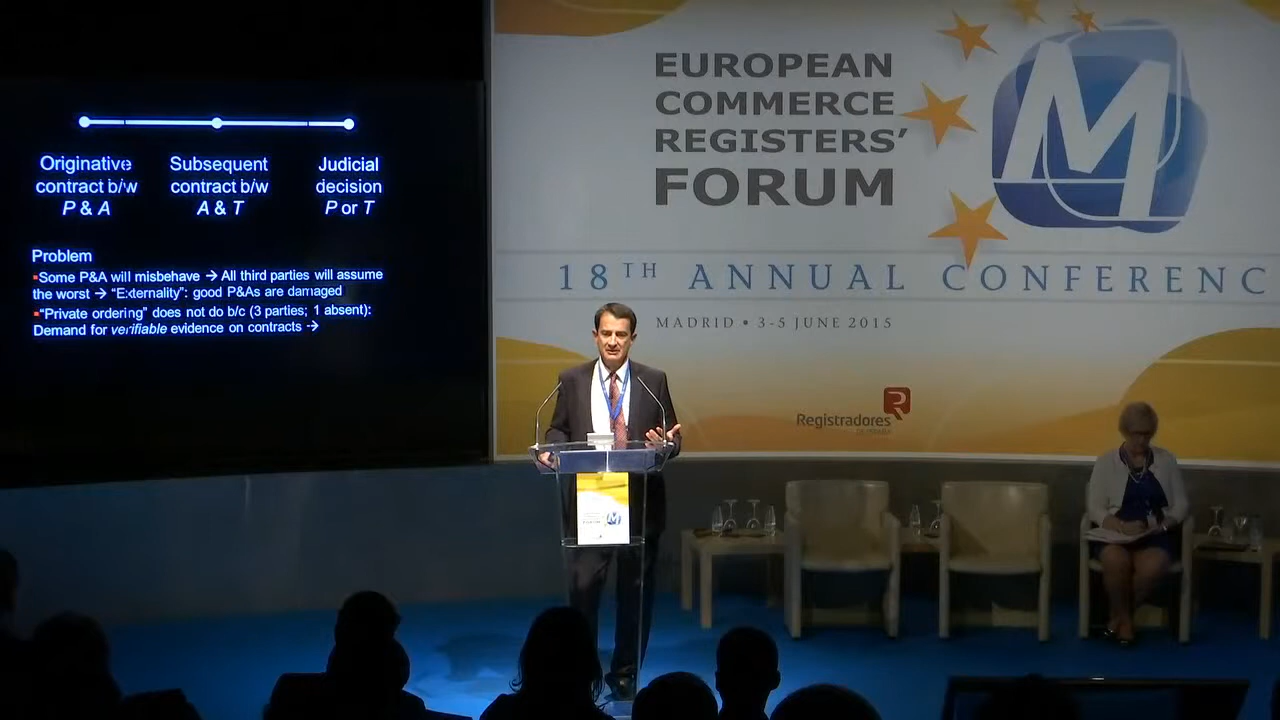 Originative
contract b/w
P & A
Subsequent
contract b/w
A & T
Judicial
decision
P or T
Problem
▪Some P&A will misbehave → All third parties will assume
the worst → “Externality”: good P&As are damaged
▪“Private ordering” does not do b/c (3 parties; 1 absent):
Demand for verifiable evidence on contracts →
EUROPEAN
COMMERCE
REGISTERS’
FORUM
M
18TH ANNUAL CONFERENC
MADRID • 3-5 JUNE 2015
R
Registradores
FORUM M